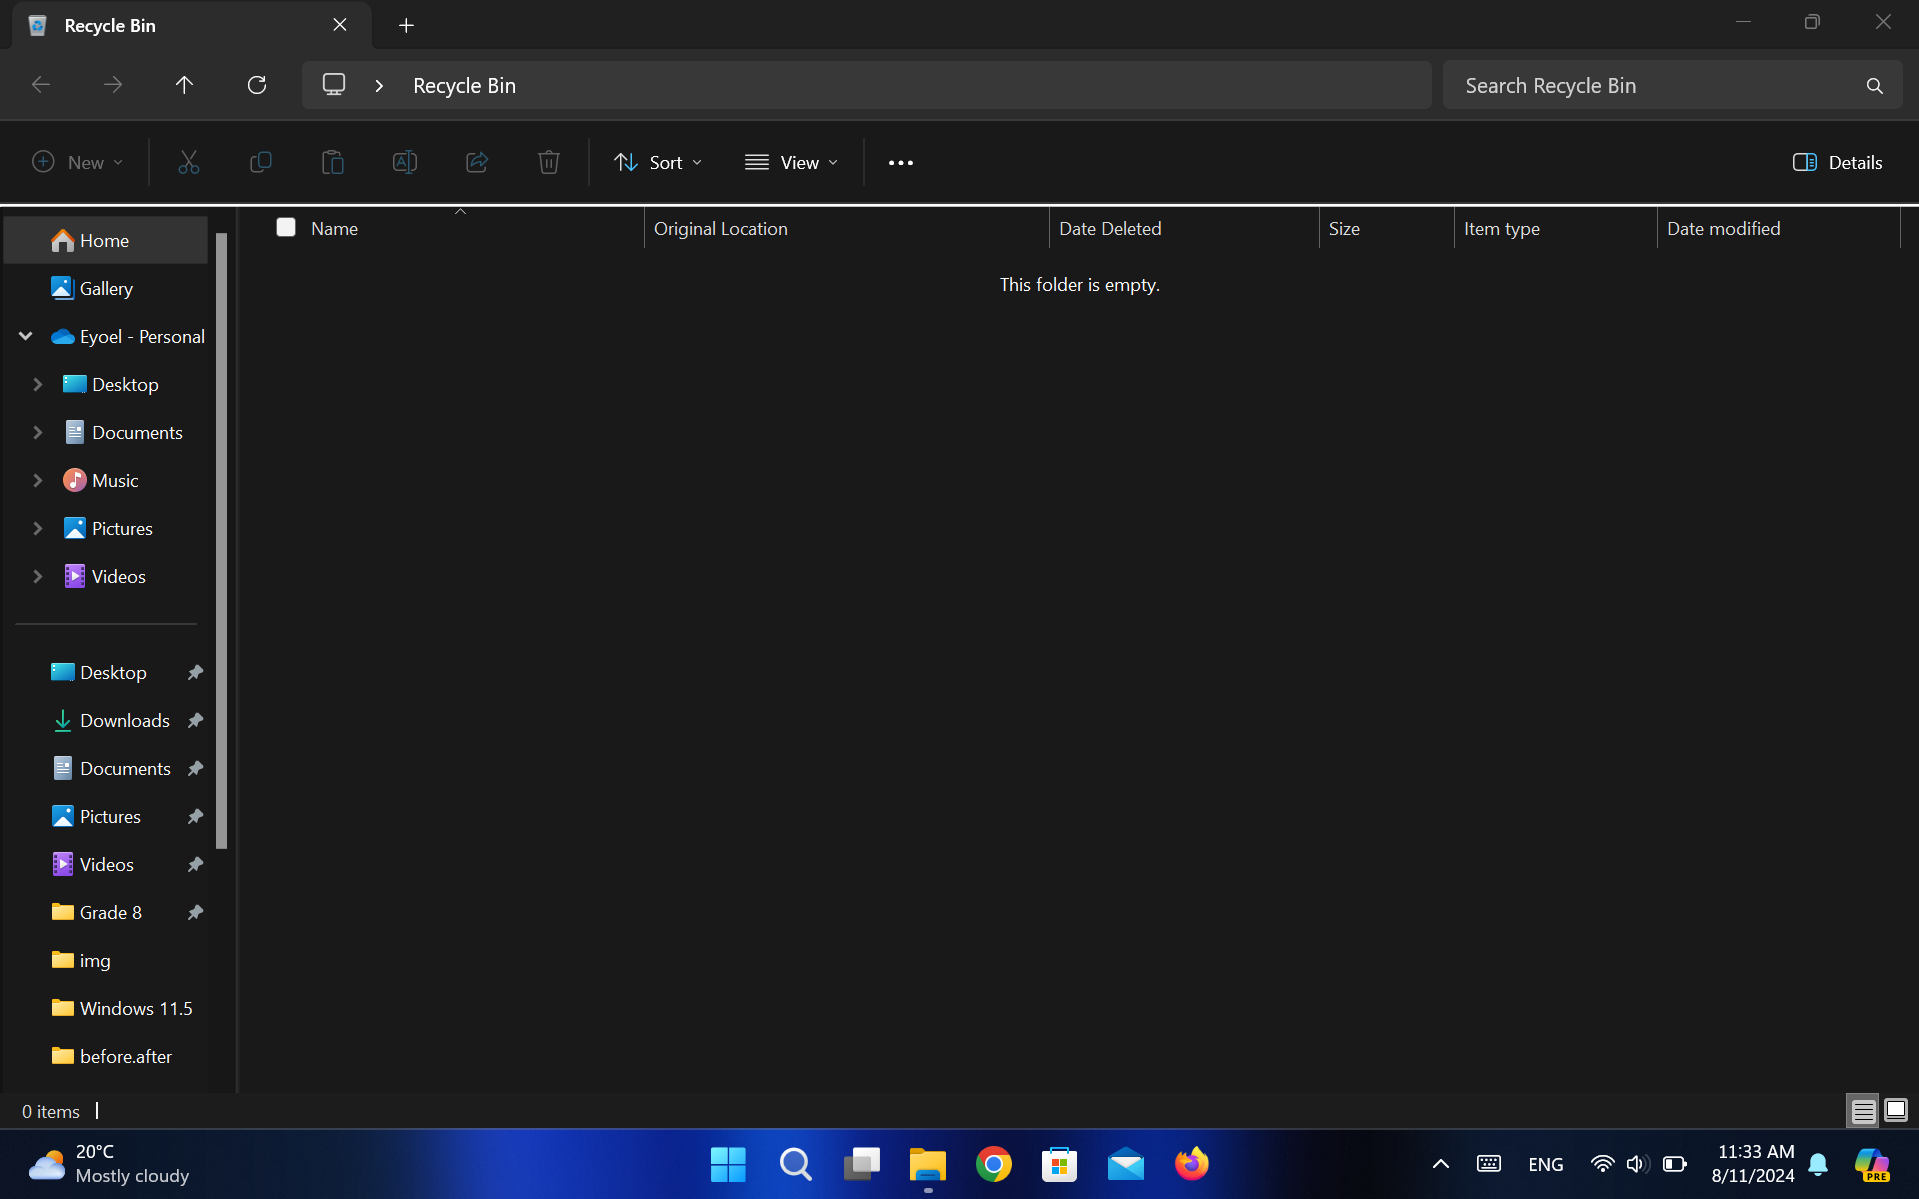 Recycle Bin
Recycle Bin
Search Recycle Bin
New
Sort
View
Details
Name
Original Location
Date Deleted
Size
Item type
Date modified
This folder is empty.
Home
Gallery
Eyoel - Personal
Desktop
Documents
Music
Pictures
Videos
Desktop
Downloads
Documents
Pictures
Videos
Grade 8
img
Windows 11.5
before.after
0 items
20°C
Mostly cloudy
ENG
11:33 AM
8/11/2024
PRE